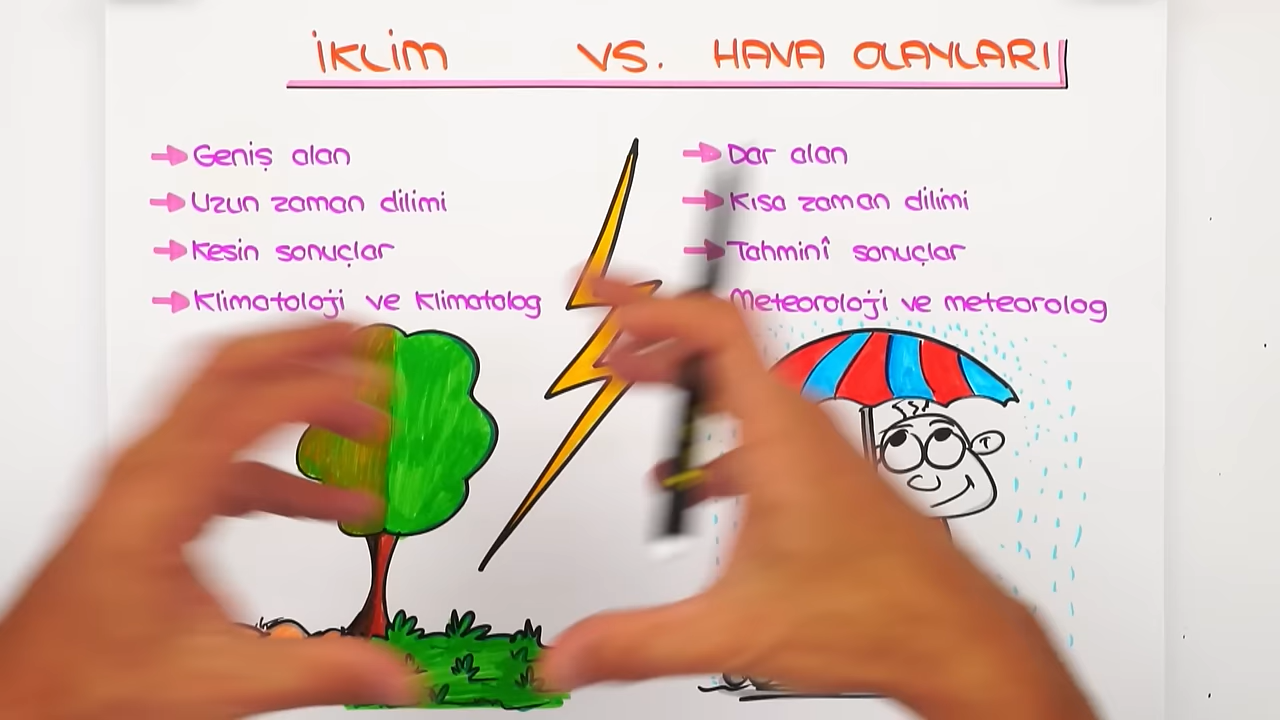 İKLİM VS. HAVA OLAYLARI
Geniş alan
Uzun zaman dilimi
Kesin sonuçlar
Klimatoloji ve Klimatolog
Dar alan
Kısa zaman dilimi
Tahminî sonuçlar
Meteoroloji ve meteorolog